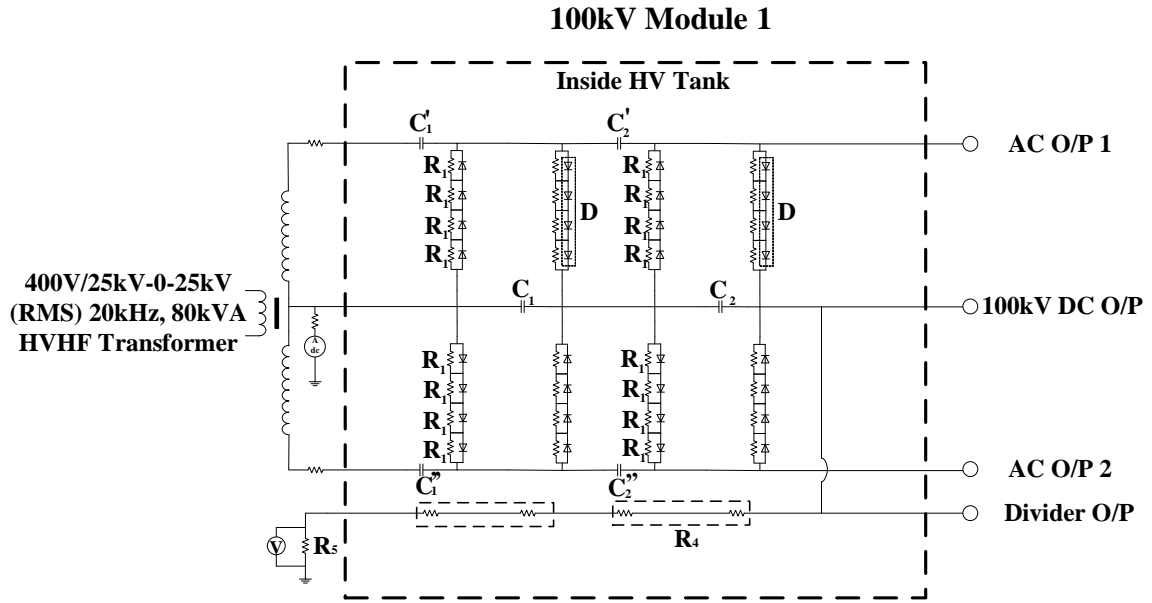 100kV Module 1
Inside HV Tank
C'₁
C'₂
AC O/P 1
R₁
R₁
R₁
R₁
D
R₁
R₁
R₁
R₁
D
400V/25kV-0-25kV
(RMS) 20kHz, 80kVA
HVHF Transformer
A
dc
C₁
C₂
100kV DC O/P
R₁
R₁
R₁
R₁
R₁
R₁
R₁
R₁
C₁”
C₂”
AC O/P 2
Divider O/P
V
R₅
R₄